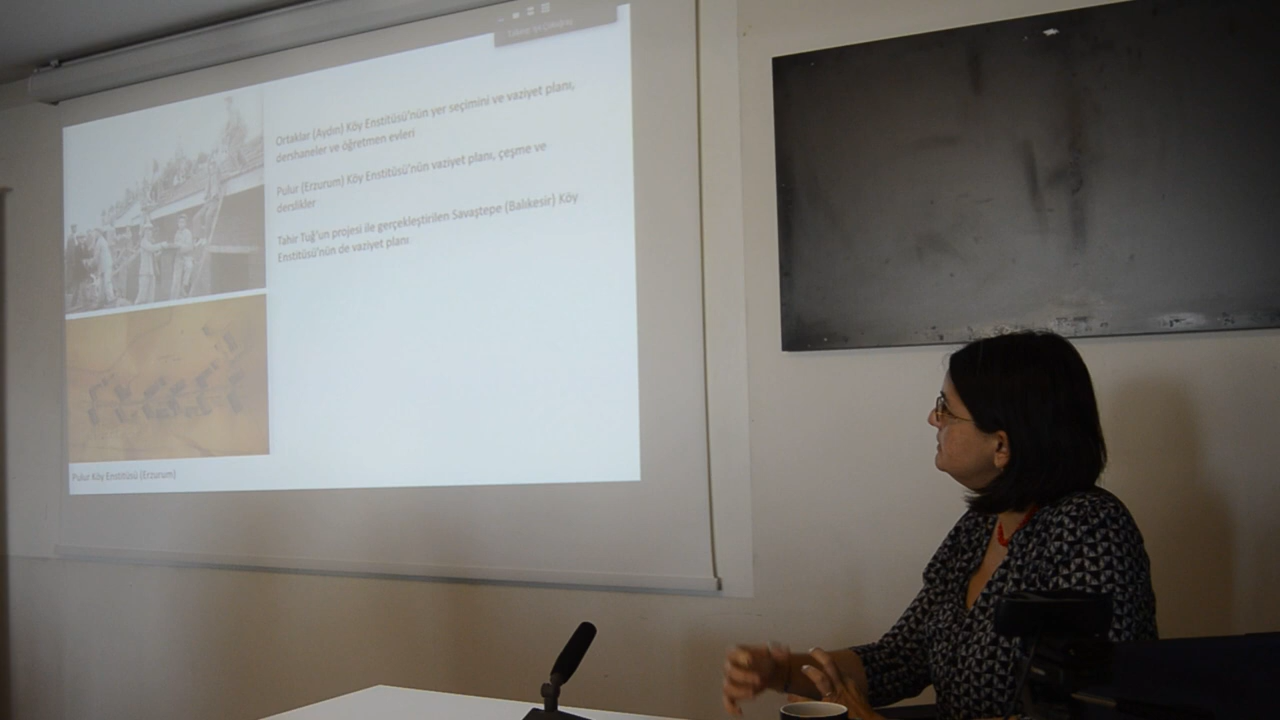 Ortaklar (Aydın) Köy Enstitüsü'nün yer seçimini ve vaziyet planı,
dershaneler ve öğretmen evleri
Pulur (Erzurum) Köy Enstitüsü'nün vaziyet planı, çeşme ve
derslikler
Tahir Tuğ'un projesi ile gerçekleştirilen Savaştepe (Balıkesir) Köy
Enstitüsü'nün de vaziyet planı
Pulur Köy Enstitüsü (Erzurum)